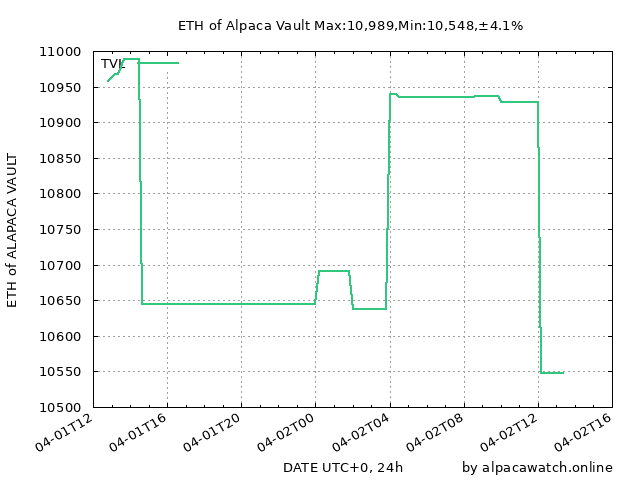 ETH of Alpaca Vault Max:10,989,Min:10,548,±4.1%
TVL
11000
10950
10900
10850
10800
10750
10700
10650
10600
10550
10500
ETH of ALAPACA VAULT
04-01T12
04-01T16
04-01T20
04-02T00
04-02T04
04-02T08
04-02T12
04-02T16
DATE UTC+0, 24h
by alpacawatch.online